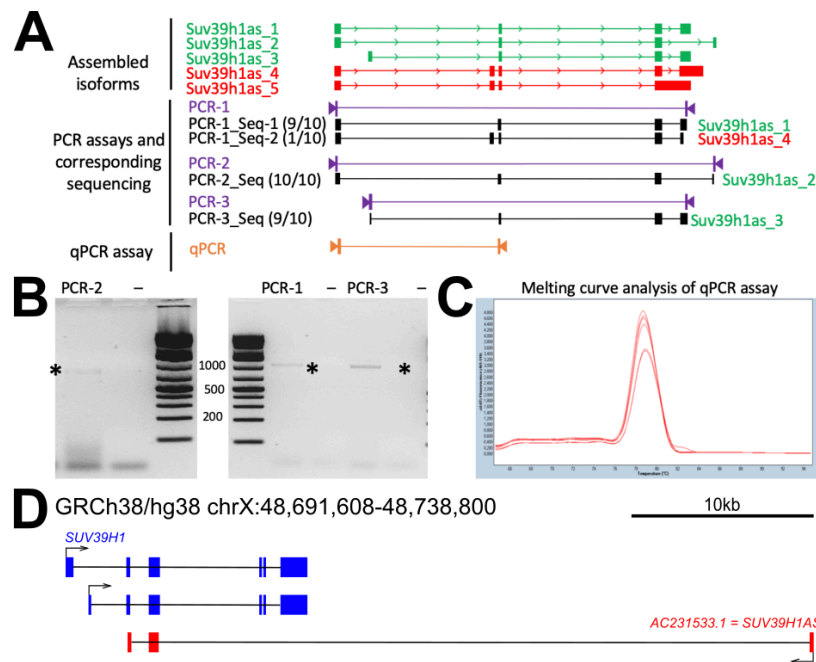 A
Assembled isoforms
Suv39h1as_1
Suv39h1as_2
Suv39h1as_3
Suv39h1as_4
Suv39h1as_5
PCR assays and corresponding sequencing
PCR-1
PCR-1_Seq-1 (9/10) Suv39h1as_1
PCR-1_Seq-2 (1/10) Suv39h1as_4
PCR-2
PCR-2_Seq (10/10) Suv39h1as_2
PCR-3
PCR-3_Seq (9/10) Suv39h1as_3
qPCR assay qPCR
B
PCR-2 –
PCR-1 – PCR-3 –
*
1000
500
200
* *
C
Melting curve analysis of qPCR assay
Temperature (°C)
D GRCh38/hg38 chrX:48,691,608-48,738,800 10kb
SUV39H1
AC231533.1 = SUV39H1AS